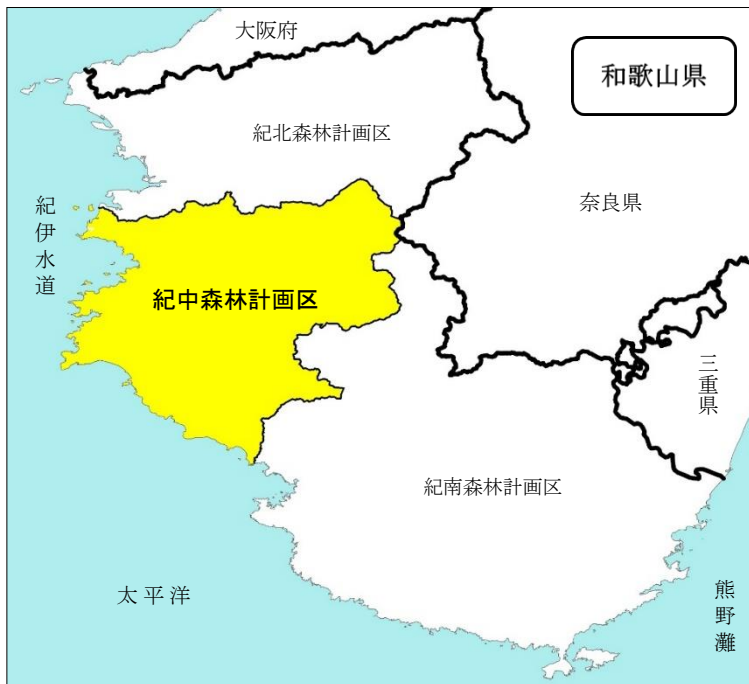 大阪府
和歌山県
紀北森林計画区
紀伊水道
奈良県
紀中森林計画区
三重県
紀南森林計画区
太平洋
熊野灘